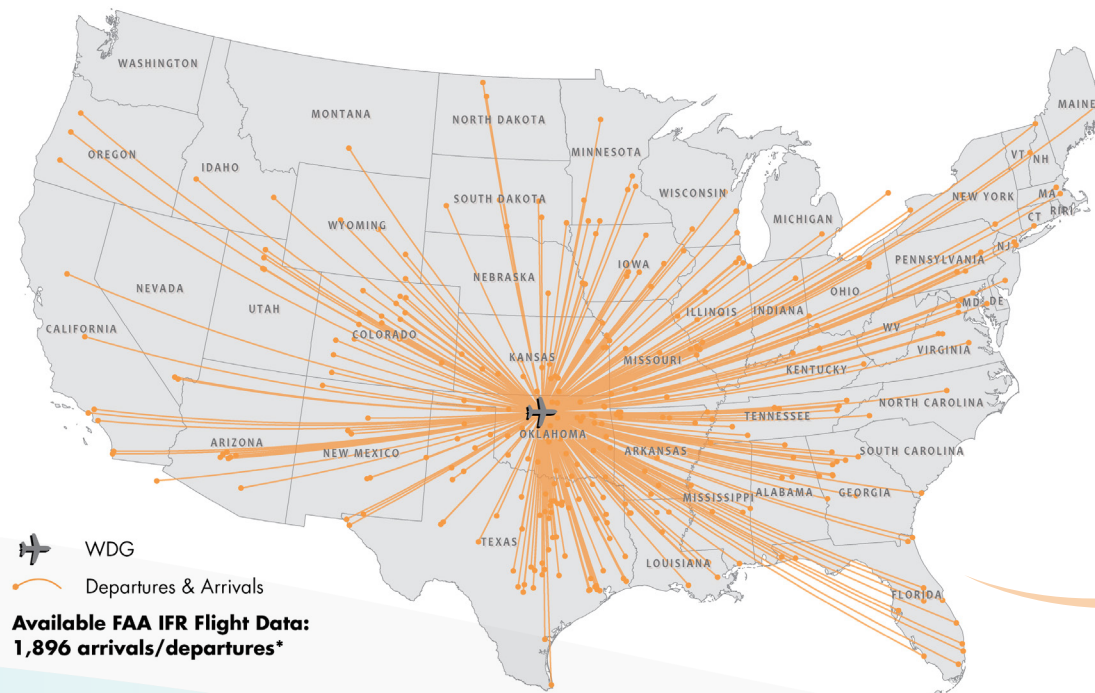 WASHINGTON
MONTANA
NORTH DAKOTA
MAINE
OREGON
IDAHO
MINNESOTA
VT
NH
SOUTH DAKOTA
WISCONSIN
MICHIGAN
NEW YORK
MA
WYOMING
CT
RI
RI
NEBRASKA
IOWA
NJ
PENNSYLVANIA
NEVADA
UTAH
OHIO
ILLINOIS
INDIANA
MD
DE
CALIFORNIA
COLORADO
WV
KANSAS
MISSOURI
VIRGINIA
KENTUCKY
NORTH CAROLINA
TENNESSEE
OKLAHOMA
ARIZONA
NEW MEXICO
ARKANSAS
SOUTH CAROLINA
MISSISSIPPI
ALABAMA
GEORGIA
TEXAS
LOUISIANA
FLORIDA
WDG
Departures & Arrivals
Available FAA IFR Flight Data:
1,896 arrivals/departures*